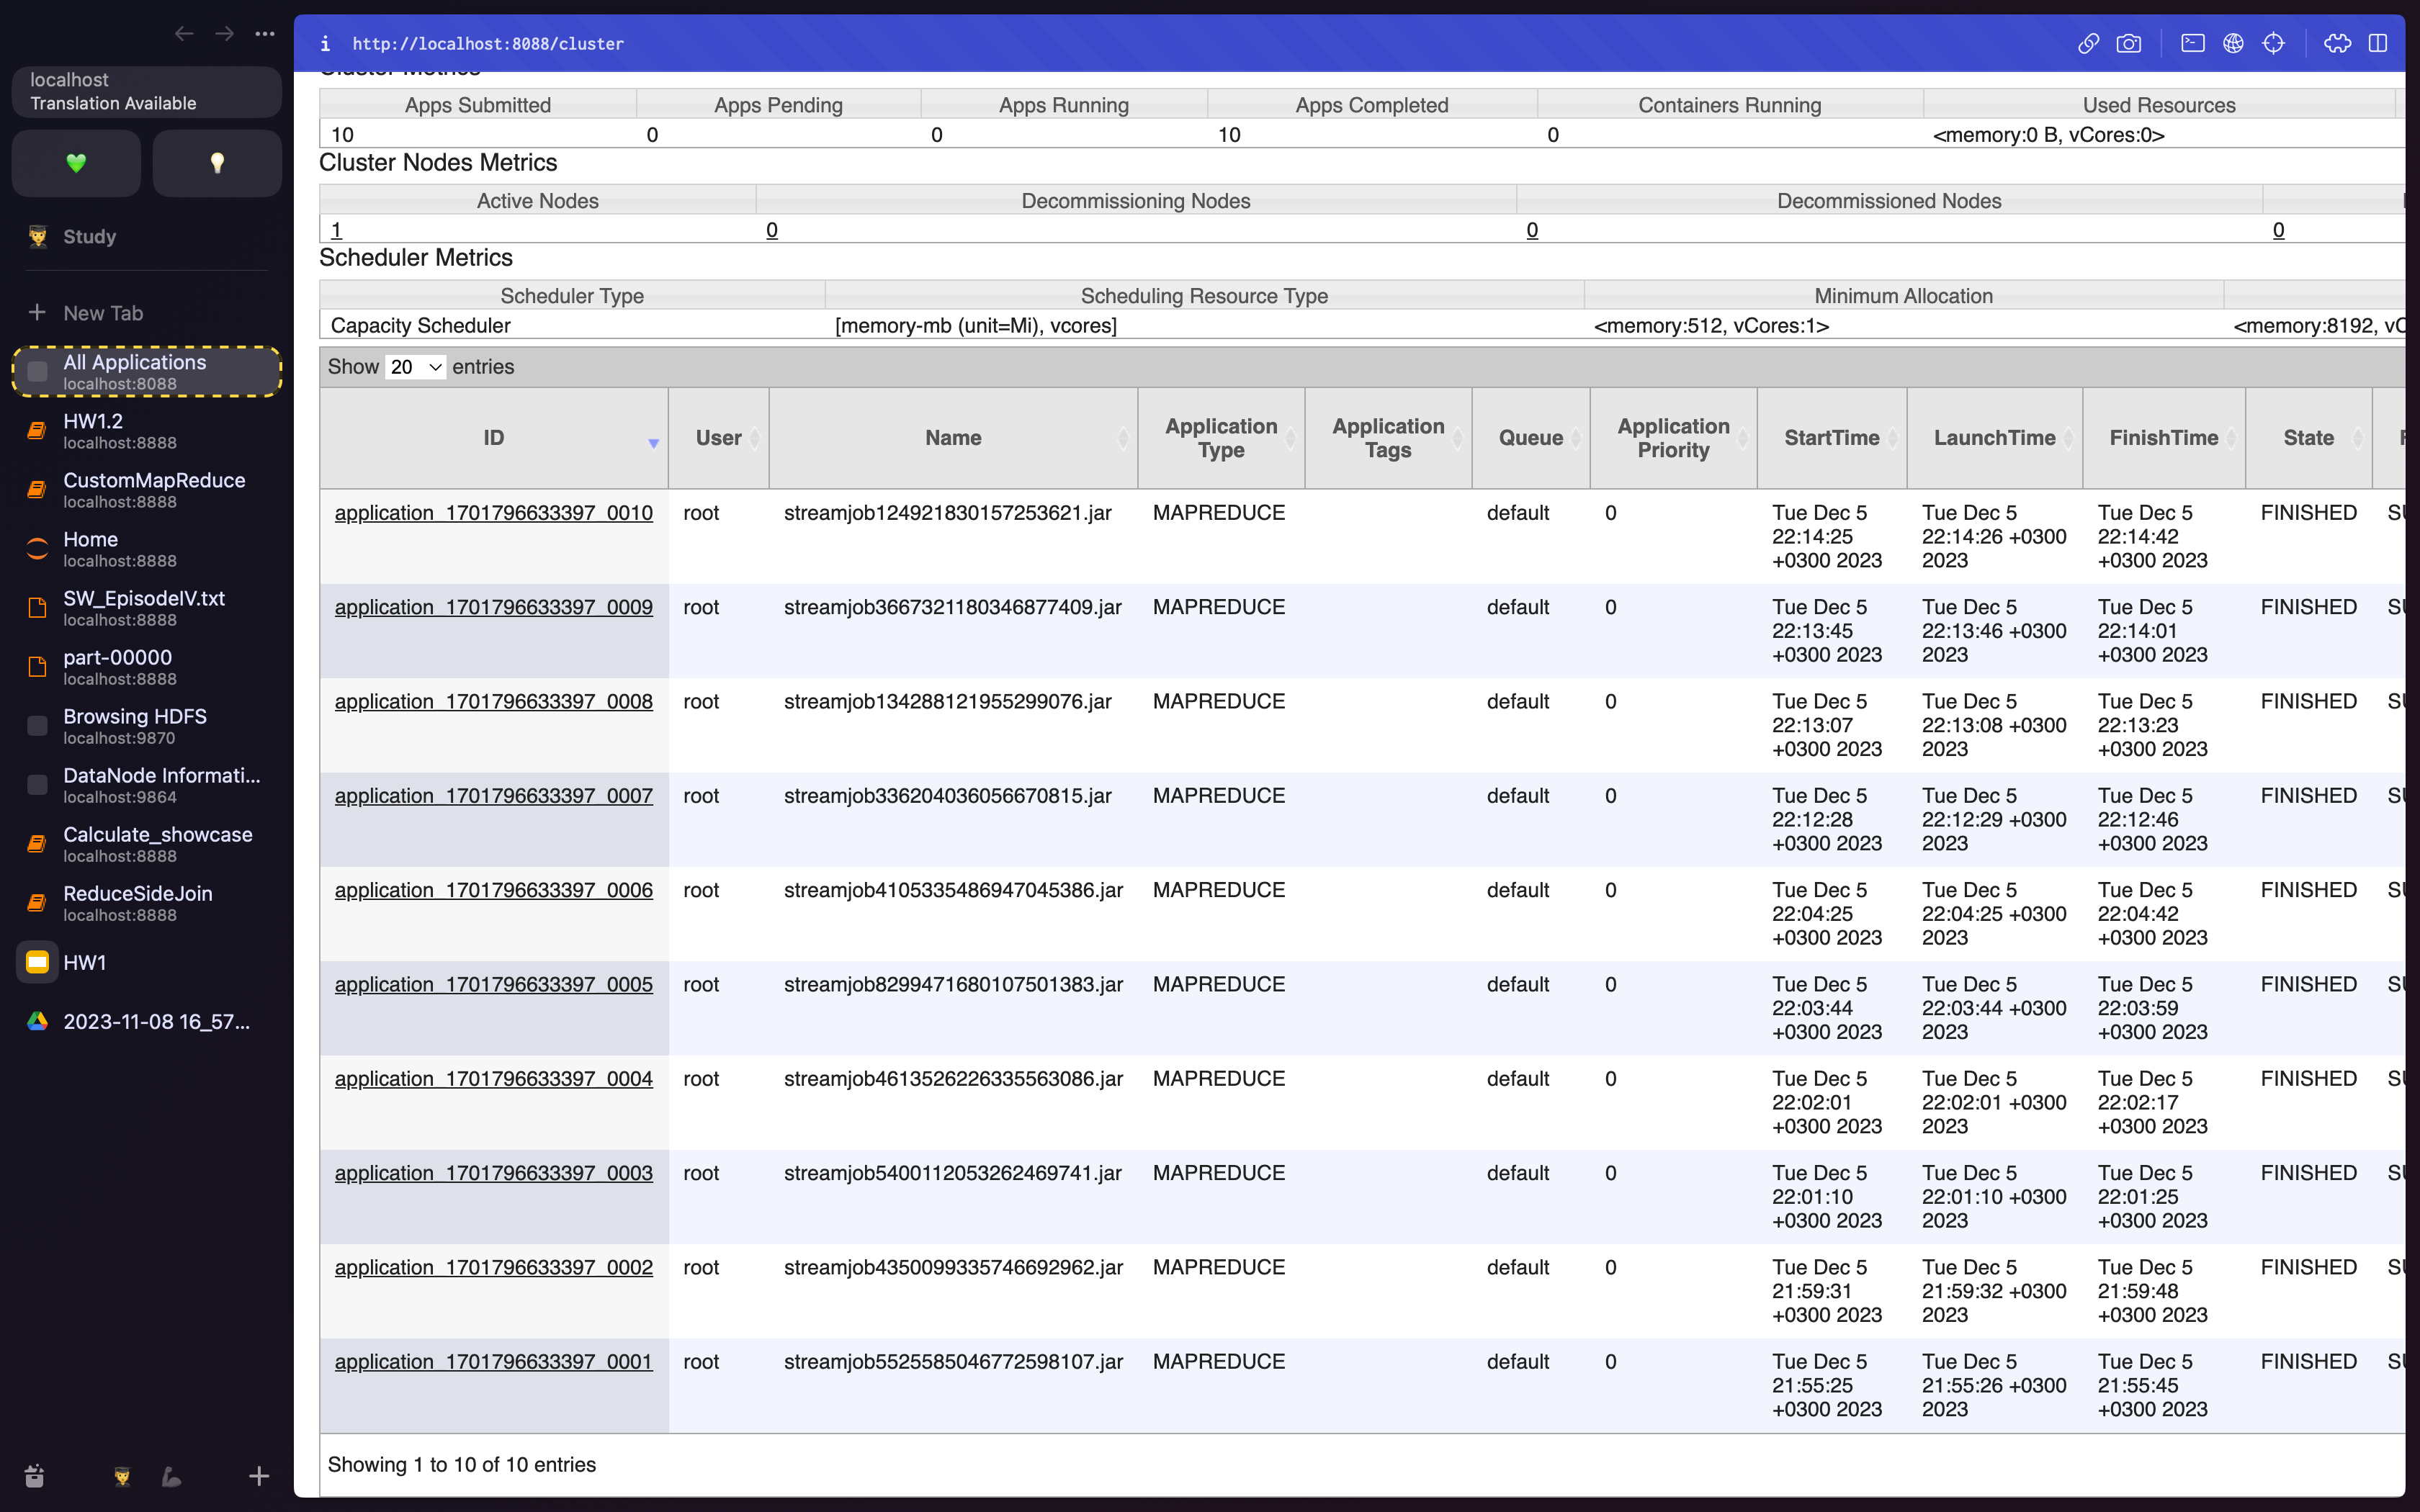 localhost
Translation Available
Study
New Tab
All Applications
localhost:8088
HW1.2
localhost:8888
CustomMapReduce
localhost:8888
Home
localhost:8888
SW_EpisodeIV.txt
localhost:8888
part-00000
localhost:8888
Browsing HDFS
localhost:9870
DataNode Informati...
localhost:9864
Calculate_showcase
localhost:8888
ReduceSideJoin
localhost:8888
HW1
2023-11-08 16_57...
http://localhost:8088/cluster
Cluster Metrics
Apps Submitted Apps Pending Apps Running Apps Completed Containers Running Used Resources
10 0 0 10 0 <memory:0 B, vCores:0>
Cluster Nodes Metrics
Active Nodes Decommissioning Nodes Decommissioned Nodes
1 0 0 0
Scheduler Metrics
Scheduler Type Scheduling Resource Type Minimum Allocation
Capacity Scheduler [memory-mb (unit=Mi), vcores] <memory:512, vCores:1> <memory:8192, vC
Show 20 entries
ID User Name Application Type Application Tags Queue Application Priority StartTime LaunchTime FinishTime State
application_1701796633397_0010 root streamjob124921830157253621.jar MAPREDUCE default 0 Tue Dec 5 Tue Dec 5 Tue Dec 5 FINISHED
22:14:25 22:14:26 +0300 22:14:42
+0300 2023 2023 +0300 2023
application_1701796633397_0009 root streamjob3667321180346877409.jar MAPREDUCE default 0 Tue Dec 5 Tue Dec 5 Tue Dec 5 FINISHED
22:13:45 22:13:46 +0300 22:14:01
+0300 2023 2023 +0300 2023
application_1701796633397_0008 root streamjob134288121955299076.jar MAPREDUCE default 0 Tue Dec 5 Tue Dec 5 Tue Dec 5 FINISHED
22:13:07 22:13:08 +0300 22:13:23
+0300 2023 2023 +0300 2023
application_1701796633397_0007 root streamjob336204036056670815.jar MAPREDUCE default 0 Tue Dec 5 Tue Dec 5 Tue Dec 5 FINISHED
22:12:28 22:12:29 +0300 22:12:46
+0300 2023 2023 +0300 2023
application_1701796633397_0006 root streamjob4105335486947045386.jar MAPREDUCE default 0 Tue Dec 5 Tue Dec 5 Tue Dec 5 FINISHED
22:04:25 22:04:25 +0300 22:04:42
+0300 2023 2023 +0300 2023
application_1701796633397_0005 root streamjob8299471680107501383.jar MAPREDUCE default 0 Tue Dec 5 Tue Dec 5 Tue Dec 5 FINISHED
22:03:44 22:03:44 +0300 22:03:59
+0300 2023 2023 +0300 2023
application_1701796633397_0004 root streamjob4613526226335563086.jar MAPREDUCE default 0 Tue Dec 5 Tue Dec 5 Tue Dec 5 FINISHED
22:02:01 22:02:01 +0300 22:02:17
+0300 2023 2023 +0300 2023
application_1701796633397_0003 root streamjob5400112053262469741.jar MAPREDUCE default 0 Tue Dec 5 Tue Dec 5 Tue Dec 5 FINISHED
22:01:10 22:01:10 +0300 22:01:25
+0300 2023 2023 +0300 2023
application_1701796633397_0002 root streamjob4350099335746692962.jar MAPREDUCE default 0 Tue Dec 5 Tue Dec 5 Tue Dec 5 FINISHED
21:59:31 21:59:32 +0300 21:59:48
+0300 2023 2023 +0300 2023
application_1701796633397_0001 root streamjob5525585046772598107.jar MAPREDUCE default 0 Tue Dec 5 Tue Dec 5 Tue Dec 5 FINISHED
21:55:25 21:55:26 +0300 21:55:45
+0300 2023 2023 +0300 2023
Showing 1 to 10 of 10 entries